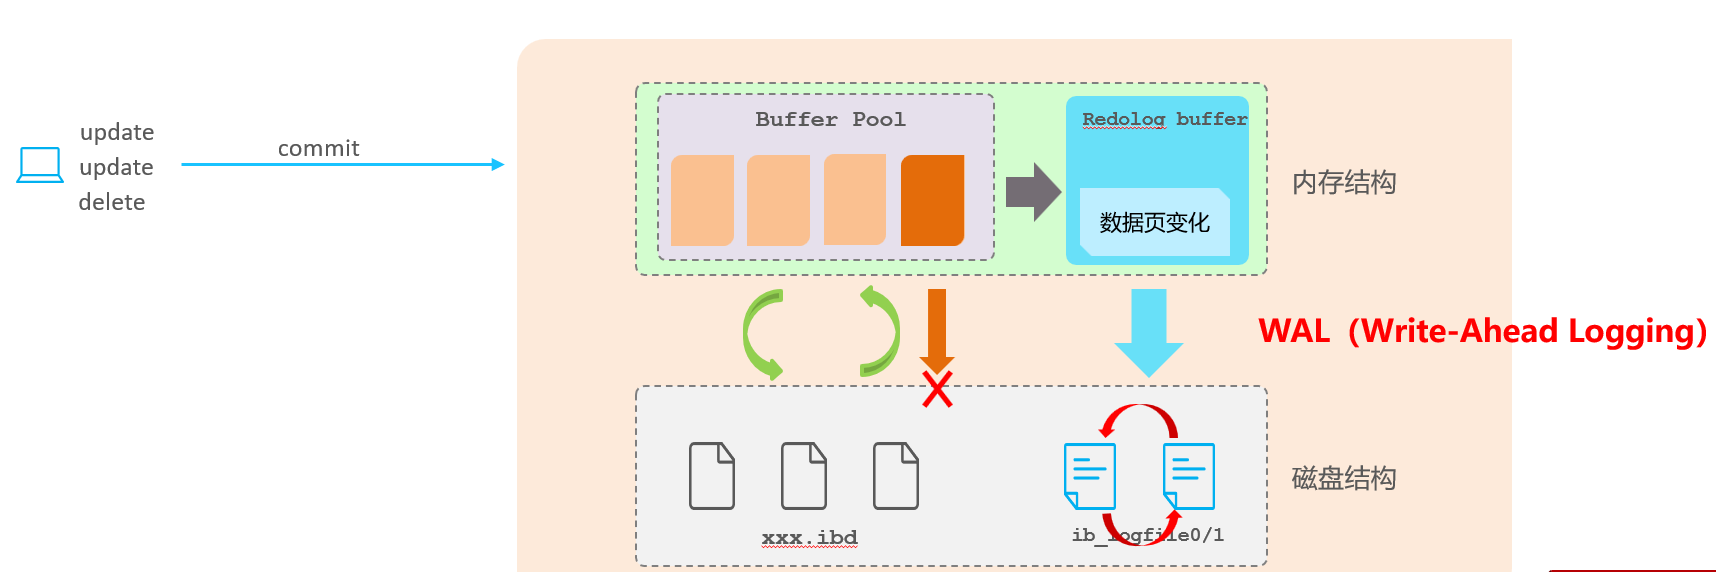 update
update
delete
commit
Buffer Pool
Redolog buffer
数据页变化
内存结构
WAL（Write-Ahead Logging）
xxx.ibd
ib_logfile0/1
磁盘结构